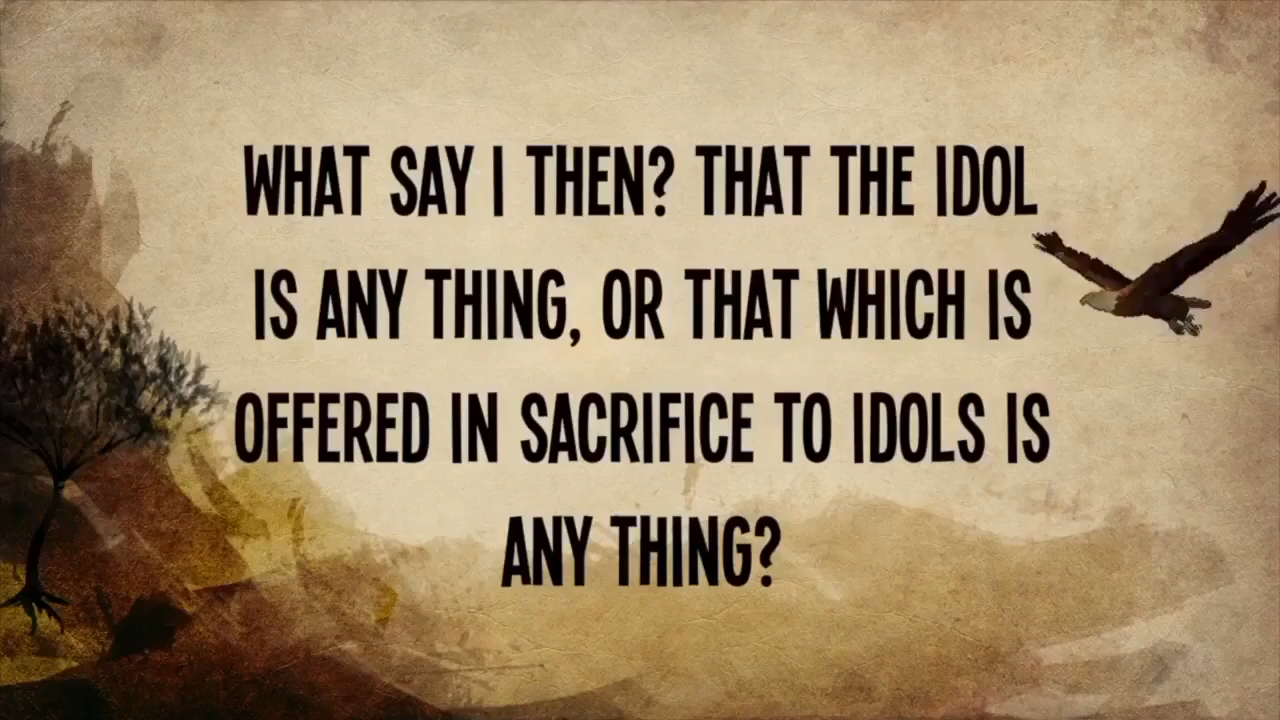 WHAT SAY I THEN? THAT THE IDOL
IS ANY THING, OR THAT WHICH IS
OFFERED IN SACRIFICE TO IDOLS IS
ANY THING?